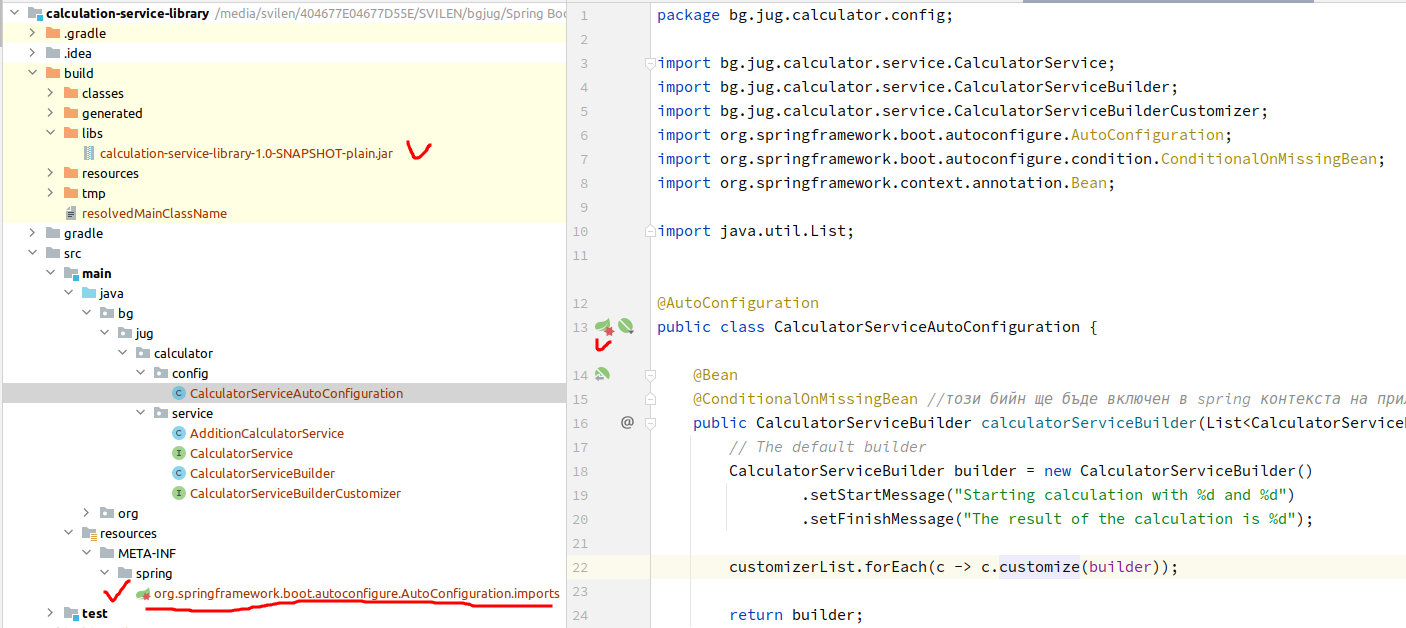 calculation-service-library /media/svilen/404677E04677D55E/SVILEN/bgjug/Spring Boo
.gradle
.idea
build
classes
generated
libs
calculation-service-library-1.0-SNAPSHOT-plain.jar
resources
tmp
resolvedMainClassName
gradle
src
main
java
bg
jug
calculator
config
CalculatorServiceAutoConfiguration
service
AdditionCalculatorService
CalculatorService
CalculatorServiceBuilder
CalculatorServiceBuilderCustomizer
org
resources
META-INF
spring
org.springframework.boot.autoconfigure.AutoConfiguration.imports
test
1 package bg.jug.calculator.config;
2
3 import bg.jug.calculator.service.CalculatorService;
4 import bg.jug.calculator.service.CalculatorServiceBuilder;
5 import bg.jug.calculator.service.CalculatorServiceBuilderCustomizer;
6 import org.springframework.boot.autoconfigure.AutoConfiguration;
7 import org.springframework.boot.autoconfigure.condition.ConditionalOnMissingBean;
8 import org.springframework.context.annotation.Bean;
9
10 import java.util.List;
11
12 @AutoConfiguration
13 public class CalculatorServiceAutoConfiguration {
14 @Bean
15 @ConditionalOnMissingBean //този бийн ще бъде включен в spring контекста на при
16 @ public CalculatorServiceBuilder calculatorServiceBuilder(List<CalculatorService
17 // The default builder
18 CalculatorServiceBuilder builder = new CalculatorServiceBuilder()
19 .setStartMessage("Starting calculation with %d and %d")
20 .setFinishMessage("The result of the calculation is %d");
21
22 customizerList.forEach(c -> c.customize(builder));
23
24 return builder;